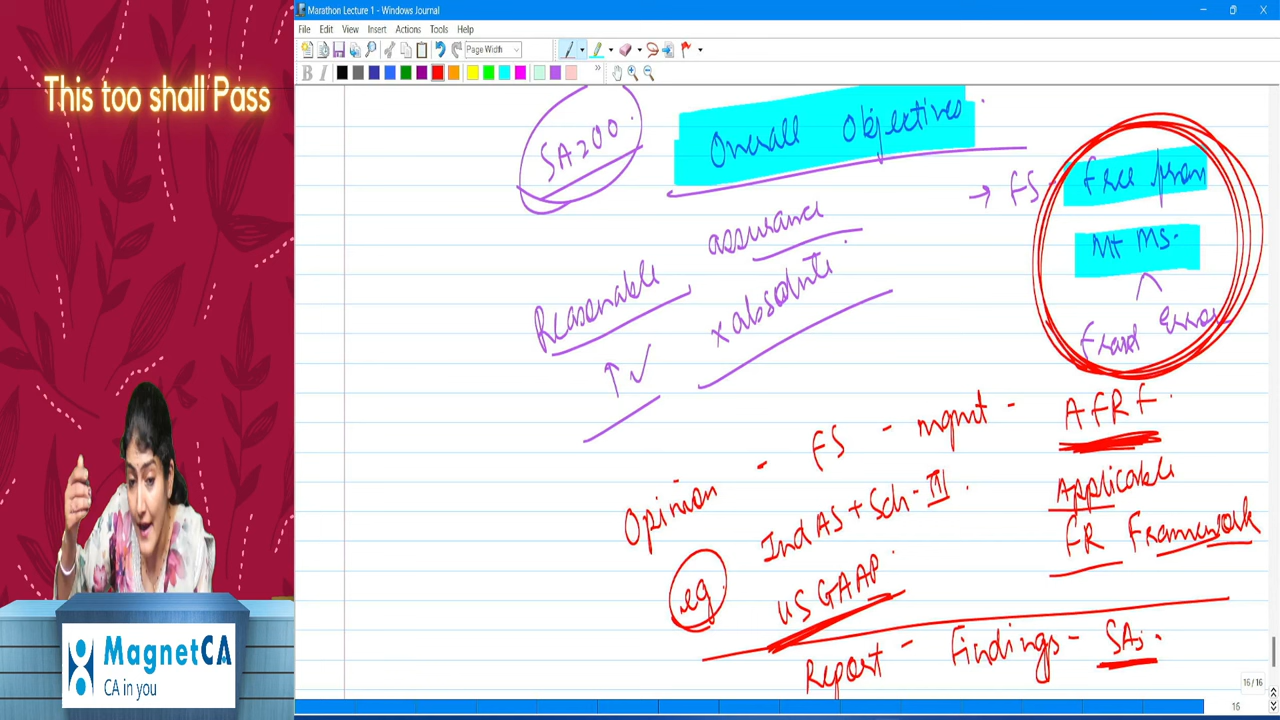 This too shall Pass
Marathon Lecture 1 - Windows Journal
File Edit View Insert Actions Tools Help
Page Width
B I
SA200
Overall Objectives
→ FS - free from
Mt MS.
Fraud error
Reasonable assurance
x absolute
Opinion - FS - mgmt - AFRF.
Applicable
FR Framework
eg
Ind AS + Sch-III.
US GAAP
Report - Findings - SAs.
MagnetCA
CA in you
16/16
16